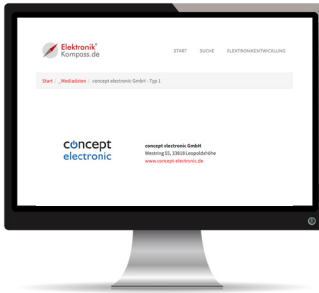 Elektronik
Kompass.de
START SUCHE ELEKTRONIKENTWICKLUNG
Start / _Mediadaten / concept electronic GmbH - Typ 1
concept
electronic
concept electronic GmbH
Westring 55, 33818 Leopoldshöhe
www.concept-electronic.de